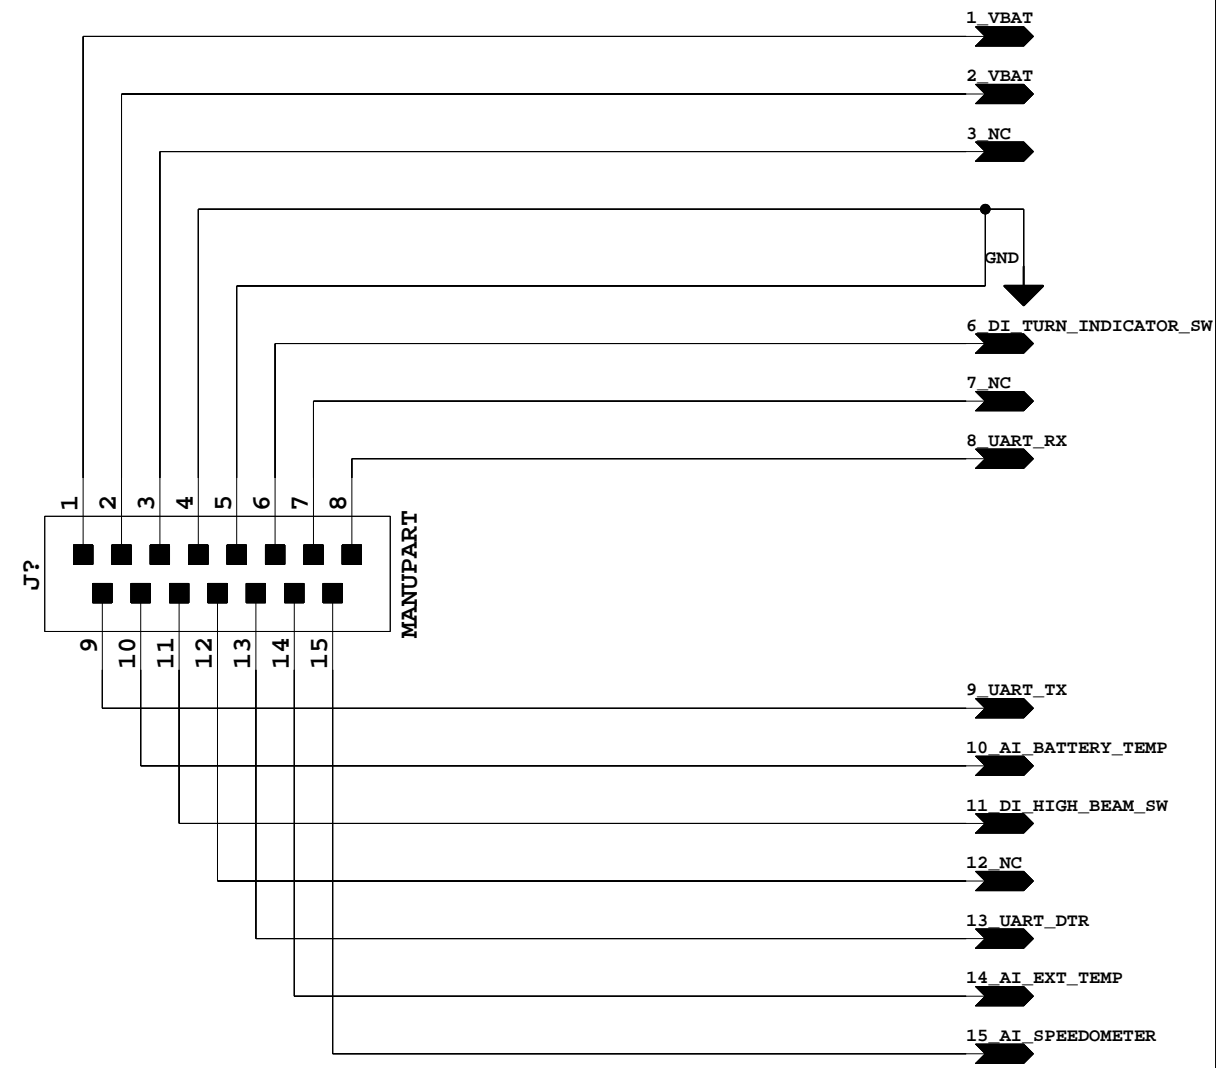 1_VBAT
2_VBAT
3_NC
GND
6_DI_TURN_INDICATOR_SW
7_NC
8_UART_RX
1 2 3 4 5 6 7 8
J?
MANUPART
9 10 11 12 13 14 15
9_UART_TX
10_AI_BATTERY_TEMP
11_DI_HIGH_BEAM_SW
12_NC
13_UART_DTR
14_AI_EXT_TEMP
15_AI_SPEEDOMETER